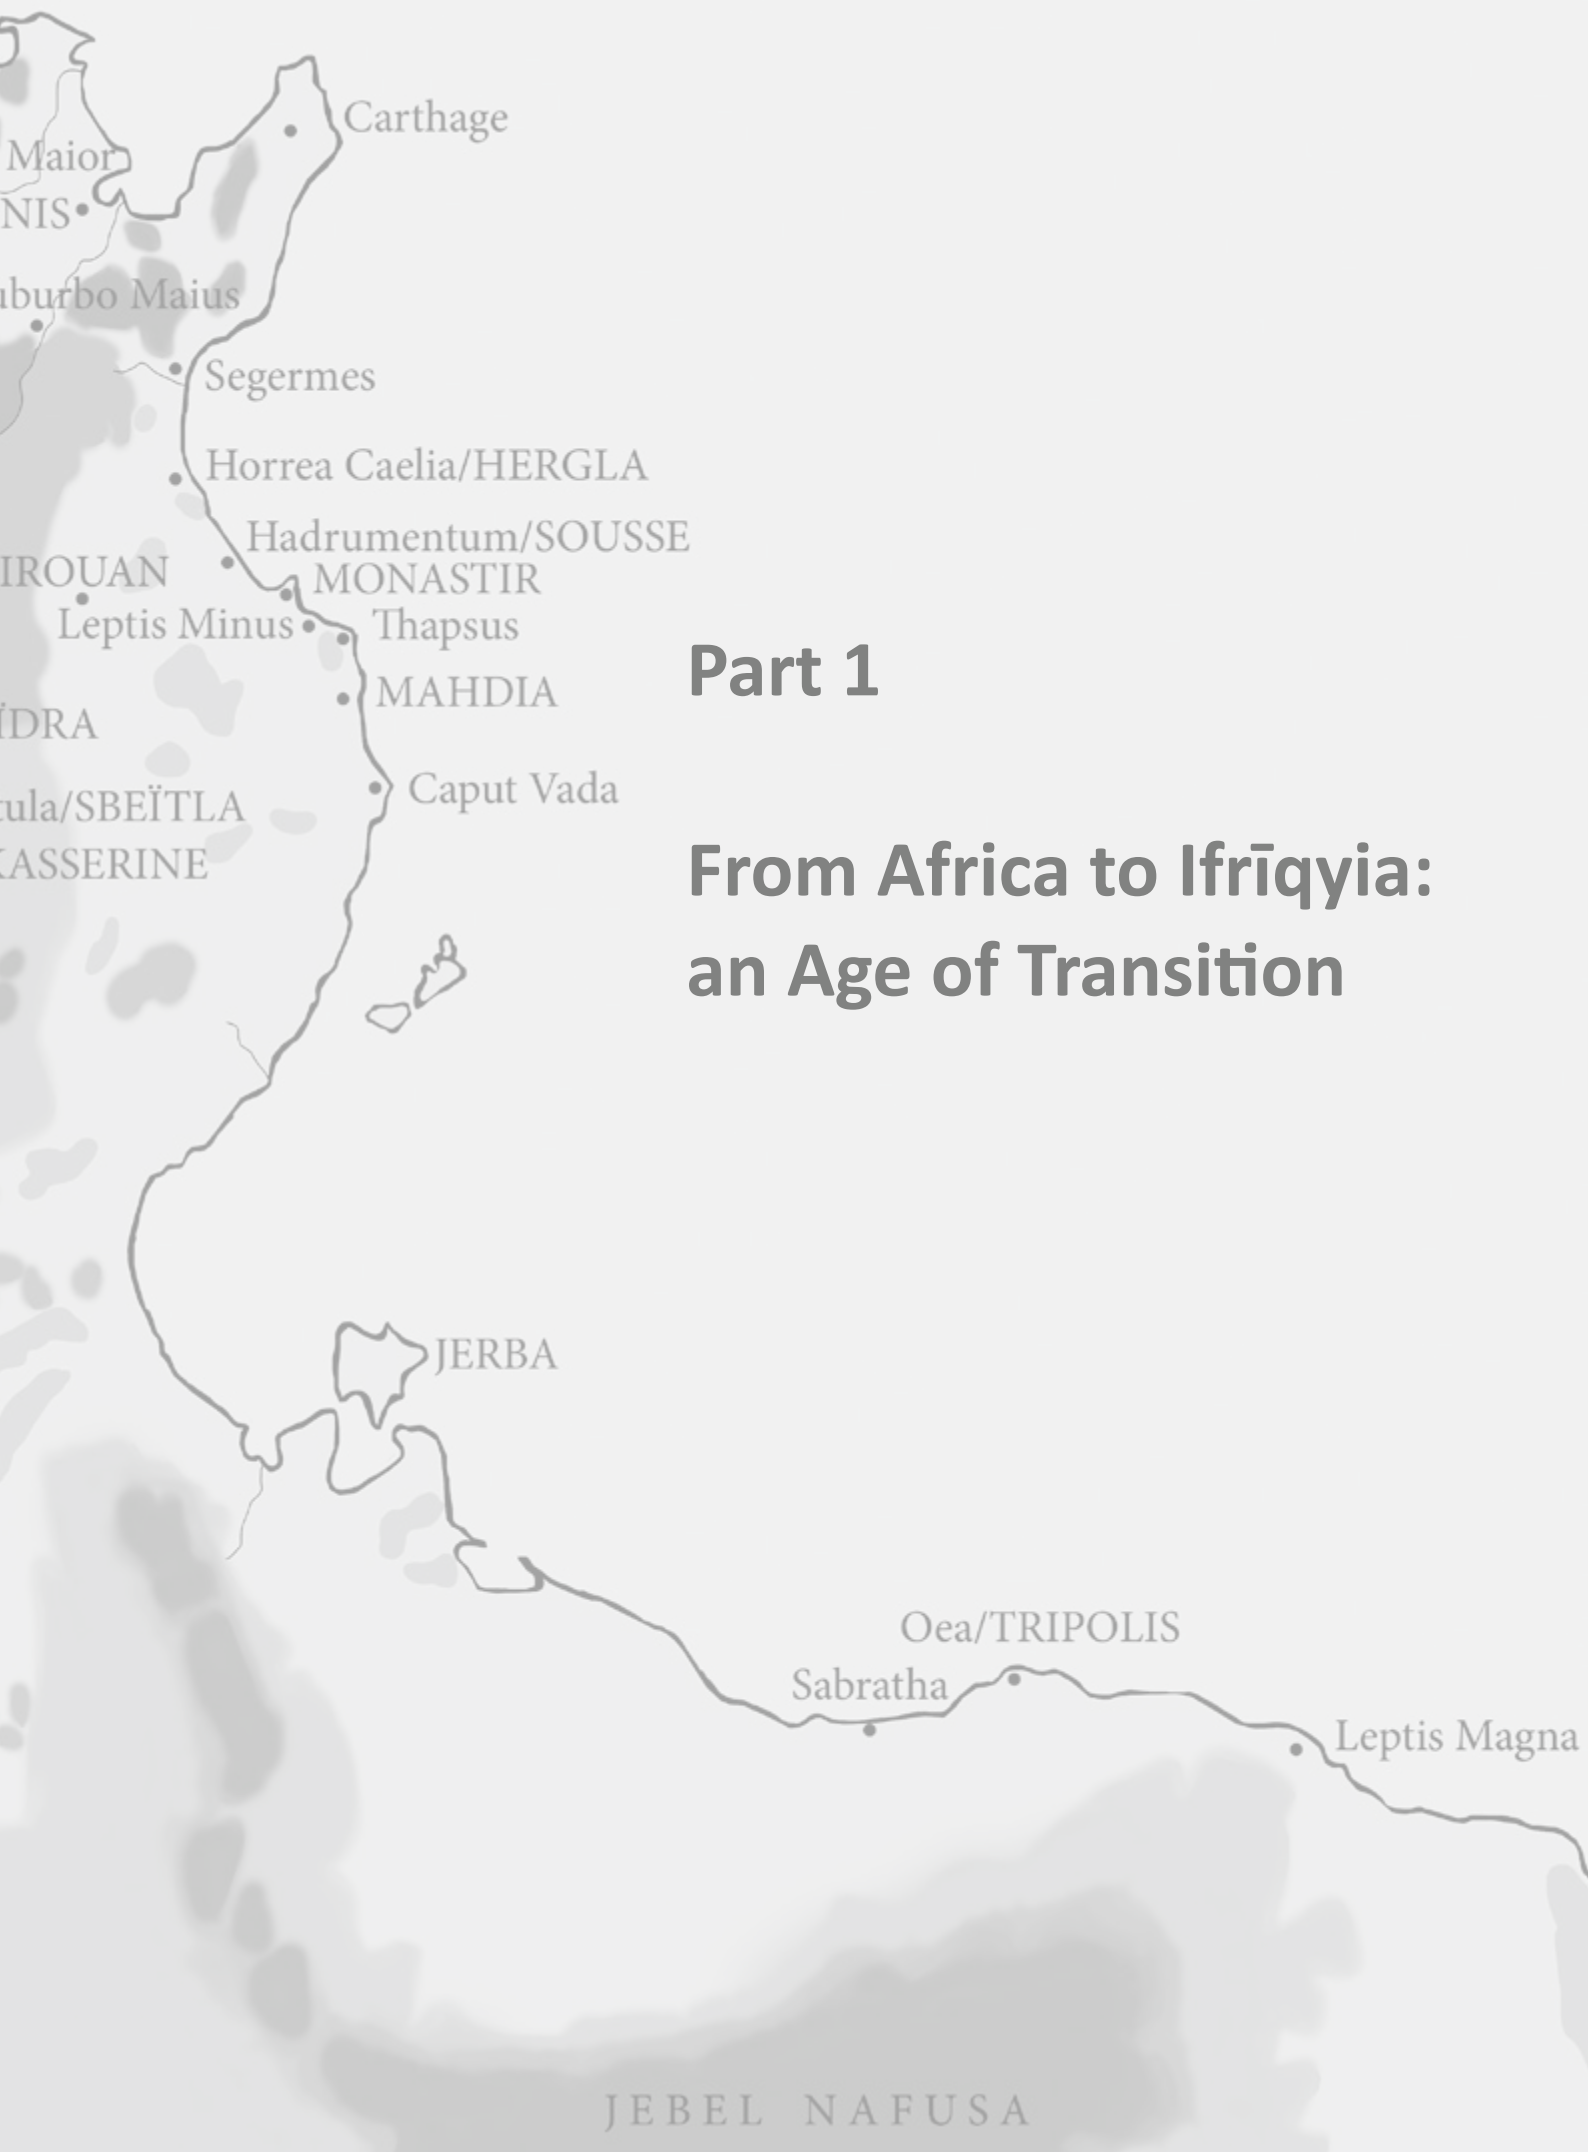 Carthage
Maior
NIS
uburbo Maius
Segermes
Horrea Caelia/HERGLA
Hadrumentum/SOUSSE
IROUAN
MONASTIR
Leptis Minus
Thapsus
MAHDIA
ÏDRA
Caput Vada
tula/SBEÏTLA
KASSERINE
Part 1
From Africa to Ifrīqyia:
an Age of Transition
JERBA
Oea/TRIPOLIS
Sabratha
Leptis Magna
JEBEL NAFUSA